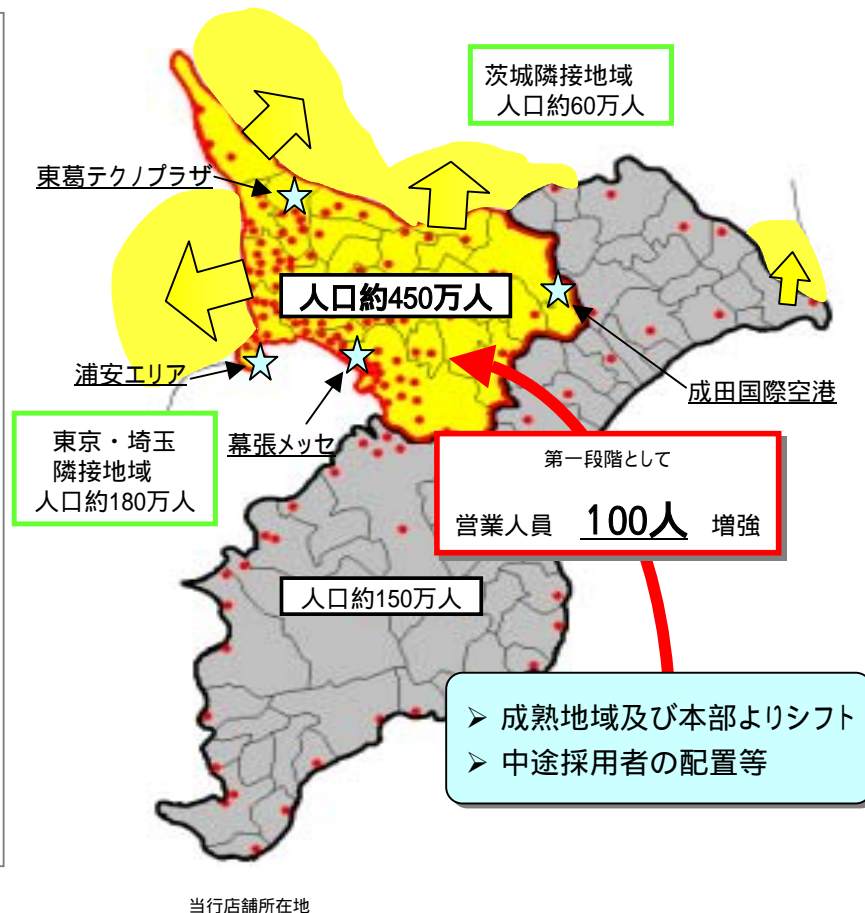 茨城隣接地域
人口約60万人
東葛テクノプラザ
人口約450万人
浦安エリア
成田国際空港
東京・埼玉
隣接地域
人口約180万人
幕張メッセ
第一段階として
営業人員 100人 増強
人口約150万人
➢ 成熟地域及び本部よりシフト
➢ 中途採用者の配置等
当行店舗所在地